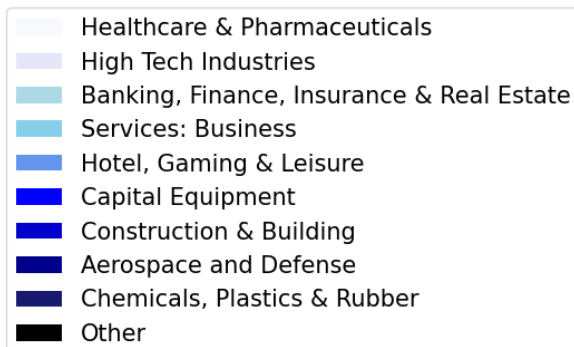 Healthcare & Pharmaceuticals
High Tech Industries
Banking, Finance, Insurance & Real Estate
Services: Business
Hotel, Gaming & Leisure
Capital Equipment
Construction & Building
Aerospace and Defense
Chemicals, Plastics & Rubber
Other